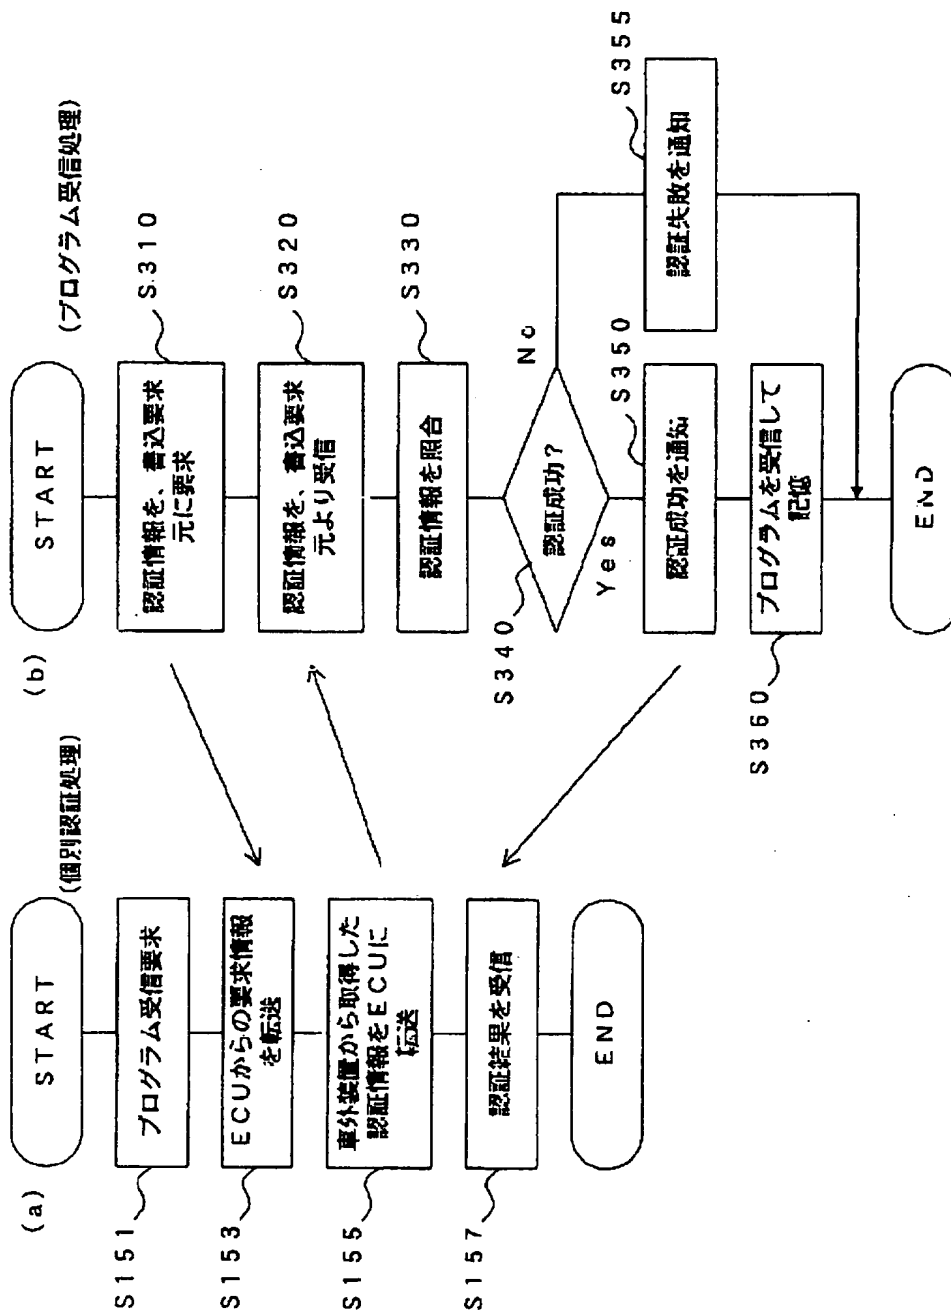 (a)
START
(個別認証処理)
S151
プログラム受信要求
S153
ECUからの要求情報
を転送
S155
車外装置から取得した
認証情報をECUに
転送
S157
認証結果を受信
END
(b)
START
(プログラム受信処理)
認証情報を、書込要求
元に要求
S310
認証情報を、書込要求
元より受信
S320
認証情報を照合
S330
S340
認証成功?
No
Yes
認証成功を通知
S350
認証失敗を通知
S355
プログラムを受信して
記憶
S360
END